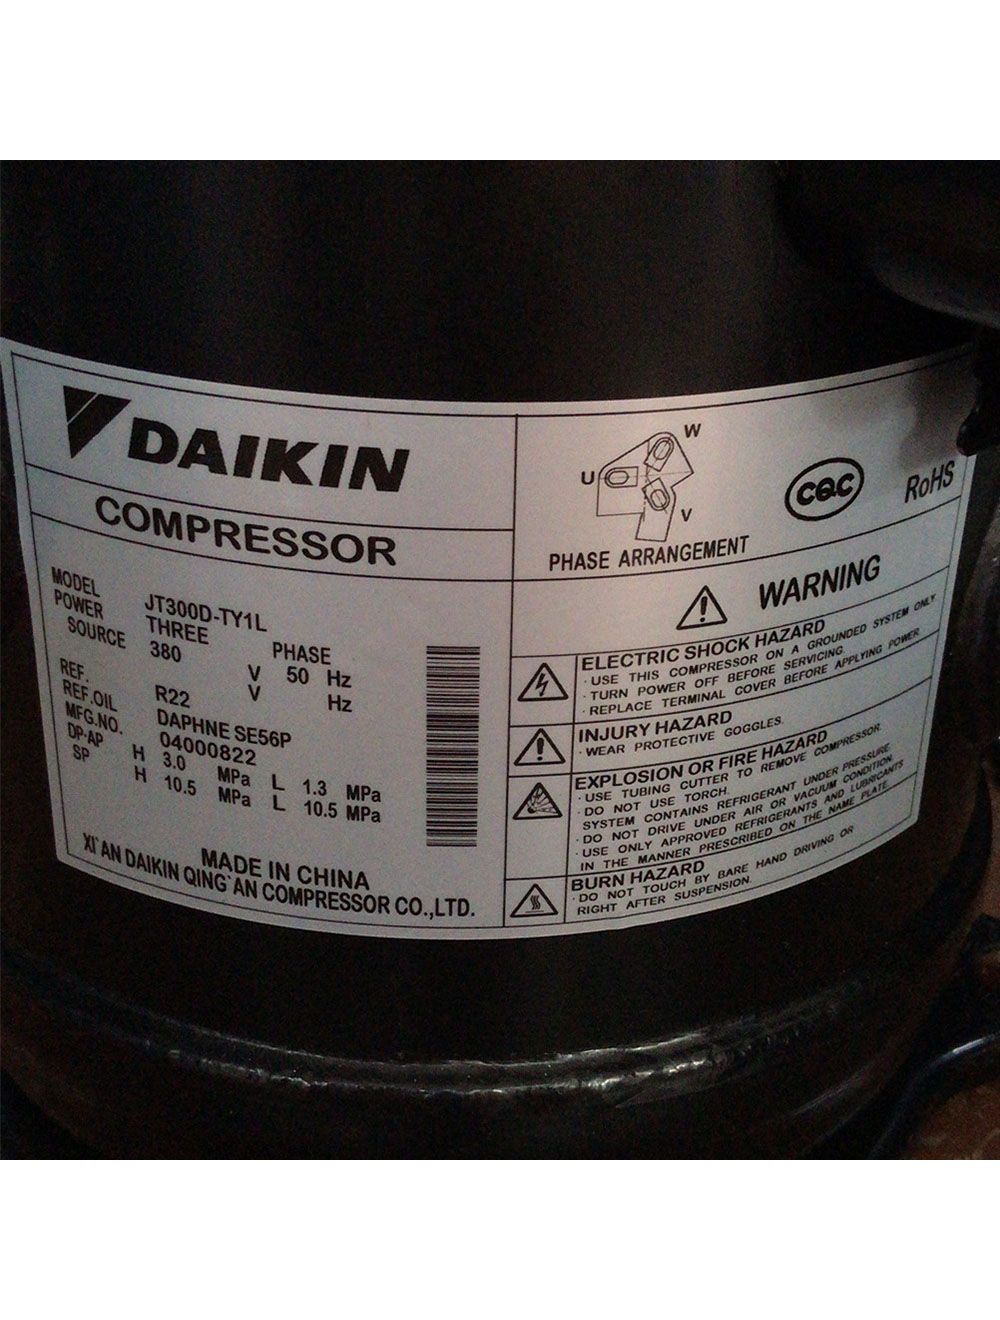 DAIKIN
COMPRESSOR
MODEL JT300D-TY1L
POWER THREE PHASE
SOURCE 380 V 50 Hz
V Hz
REF. R22
REF.OIL DAPHNE SE56P
MFG.NO. 04000822
DP·AP H 3.0 MPa L 1.3 MPa
SP H 10.5 MPa L 10.5 MPa
MADE IN CHINA
XI'AN DAIKIN QING'AN COMPRESSOR CO.,LTD.
W
U
V
PHASE ARRANGEMENT
CQC
RoHS
WARNING
ELECTRIC SHOCK HAZARD
·USE THIS COMPRESSOR ON A GROUNDED SYSTEM ONLY.
·TURN POWER OFF BEFORE SERVICING.
·REPLACE TERMINAL COVER BEFORE APPLYING POWER.
INJURY HAZARD
·WEAR PROTECTIVE GOGGLES.
EXPLOSION OR FIRE HAZARD
·USE TUBING CUTTER TO REMOVE COMPRESSOR.
·DO NOT USE TORCH.
SYSTEM CONTAINS REFRIGERANT UNDER PRESSURE.
·DO NOT DRIVE UNDER AIR OR VACUUM CONDITION.
·USE ONLY APPROVED REFRIGERANTS AND LUBRICANTS
IN THE MANNER PRESCRIBED ON THE NAME PLATE.
BURN HAZARD
·DO NOT TOUCH BY BARE HAND DRIVING OR
RIGHT AFTER SUSPENSION.